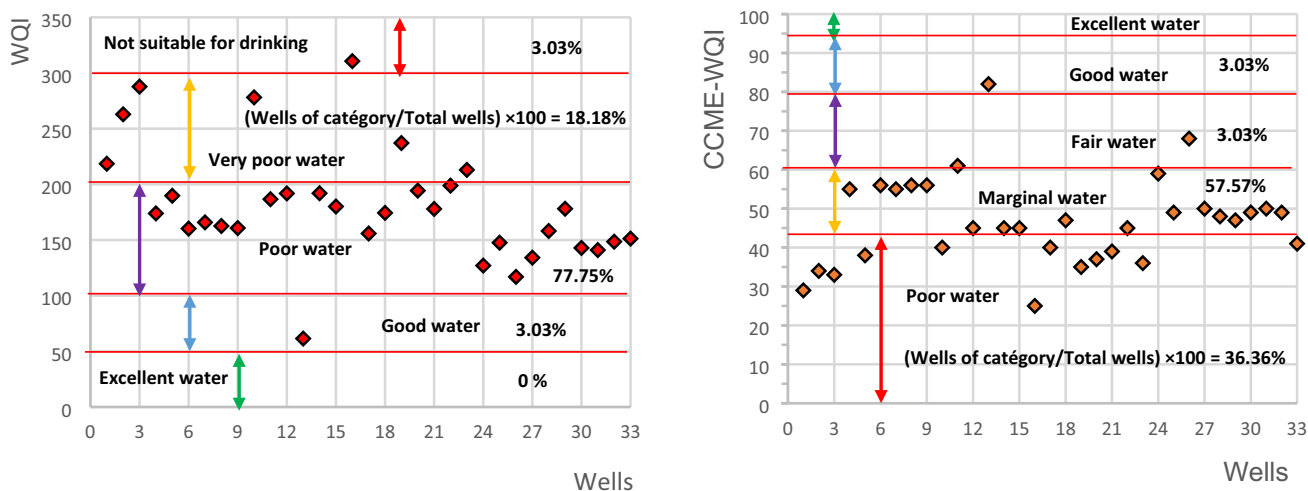 WQI
350
300
250
200
150
100
50
0
Not suitable for drinking
3.03%
(Wells of catégory/Total wells) ×100 = 18.18%
Very poor water
Poor water
77.75%
Good water
3.03%
Excellent water
0 %
0 3 6 9 12 15 18 21 24 27 30 33
Wells
CCME-WQI
100
90
80
70
60
50
40
30
20
10
0
Excellent water
Good water
3.03%
Fair water
3.03%
Marginal water
57.57%
Poor water
(Wells of catégory/Total wells) ×100 = 36.36%
0 3 6 9 12 15 18 21 24 27 30 33
Wells